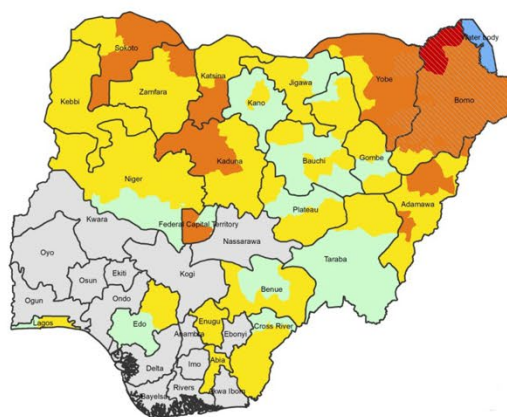 Water body
Sokoto
Katsina
Jigawa
Yobe
Borno
Zamfara
Kebbi
Kano
Kaduna
Bauchi
Gombe
Niger
Adamawa
Plateau
Kwara
Federal Capital Territory
Nassarawa
Taraba
Oyo
Kogi
Ekiti
Osun
Benue
Ogun
Ondo
Lagos
Edo
Enugu
Cross River
Anambra
Ebonyi
Abia
Delta
Imo
Rivers
Bayelsa
Akwa Ibom